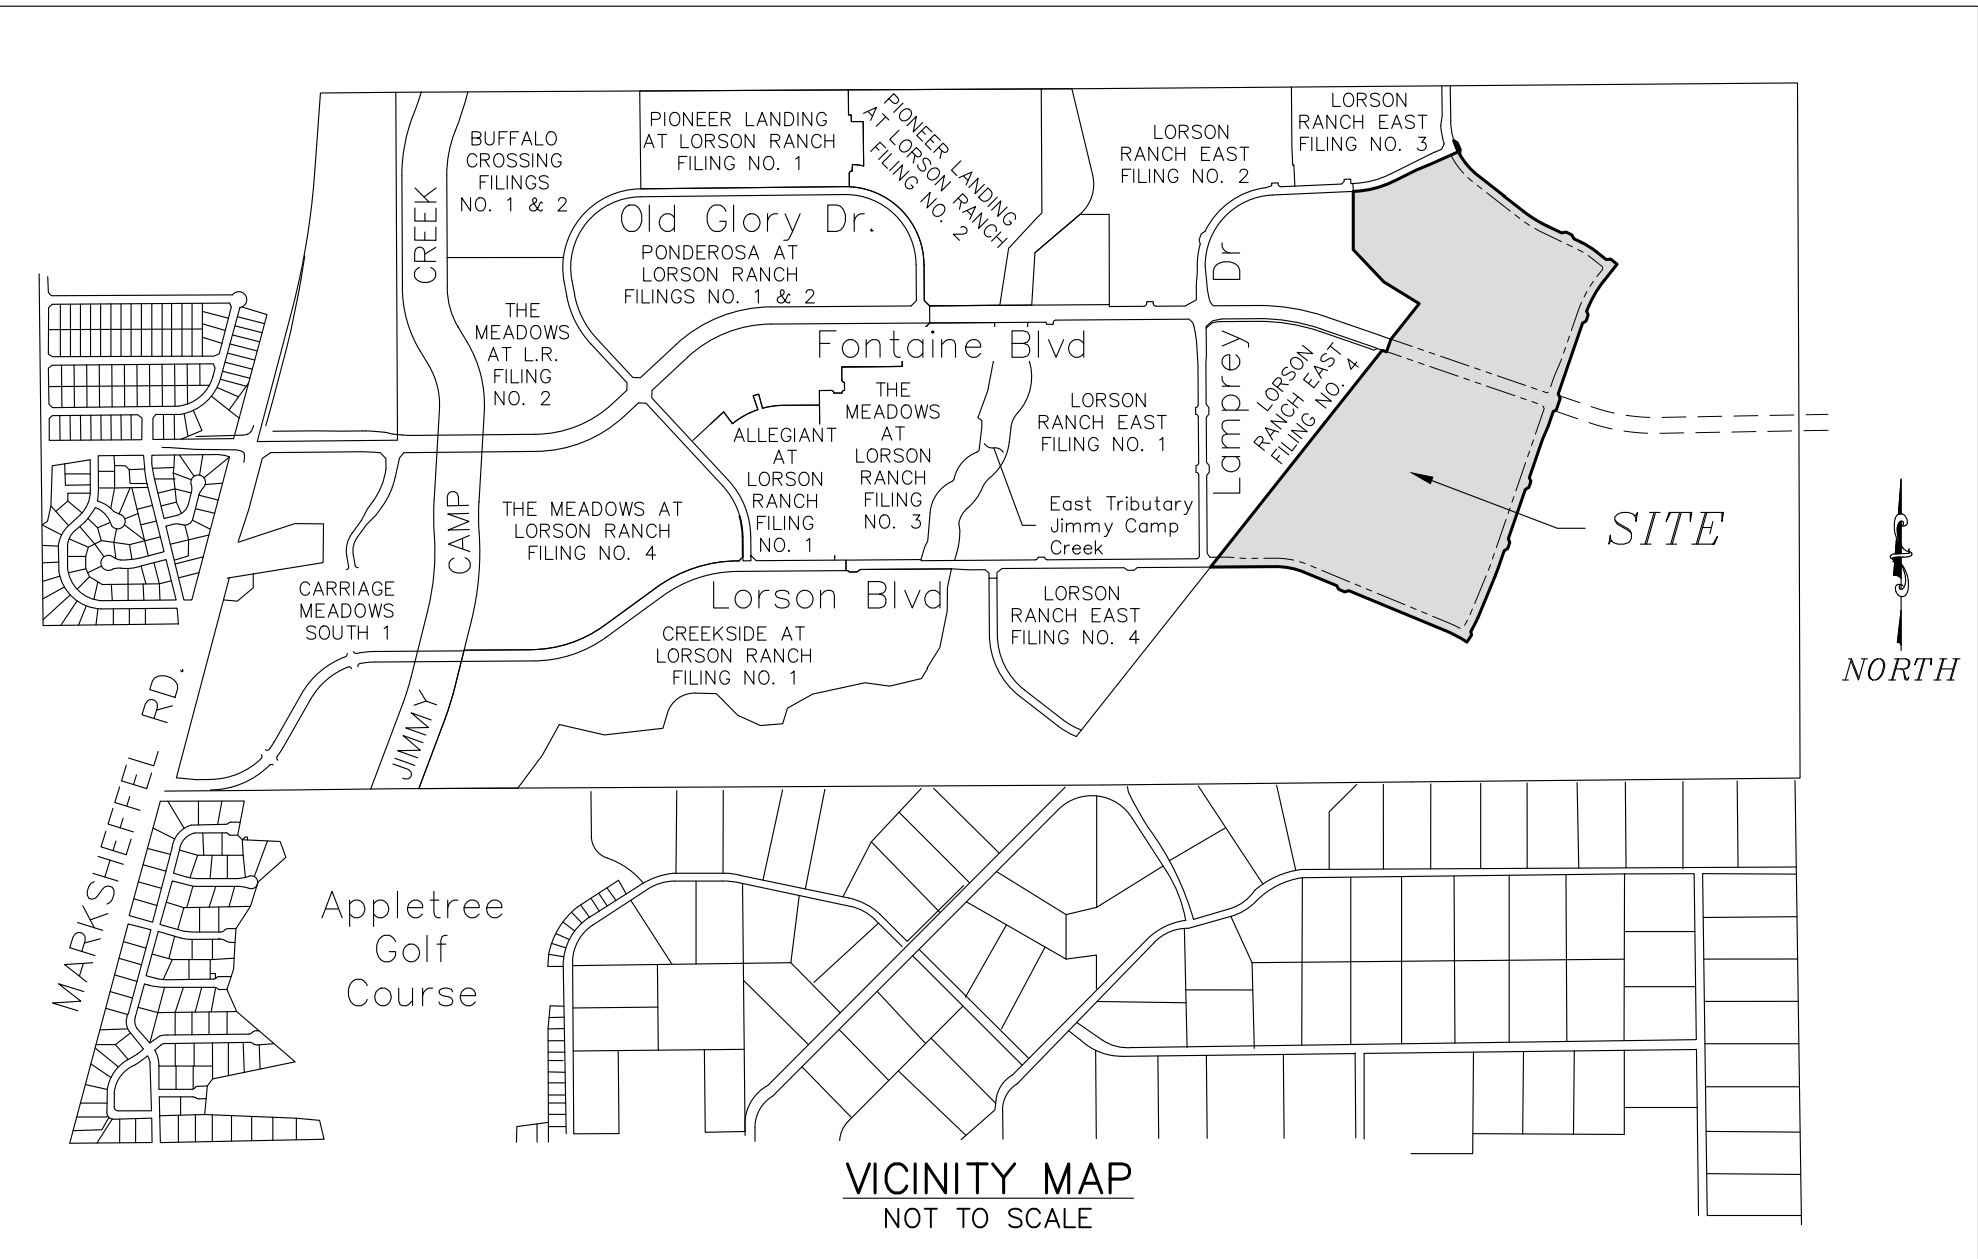 BUFFALO
CROSSING
FILINGS
NO. 1 & 2
PIONEER LANDING
AT LORSON RANCH
FILING NO. 1
PIONEER LANDING
AT LORSON RANCH
FILING NO. 2
LORSON
RANCH EAST
FILING NO. 2
LORSON
RANCH EAST
FILING NO. 3
Old Glory Dr.
PONDEROSA AT
LORSON RANCH
FILINGS NO. 1 & 2
THE
MEADOWS
AT L.R.
FILING
NO. 2
Fontaine Blvd
Lamprey Dr
LORSON
RANCH EAST
FILING NO. 4
ALLEGIANT
AT
LORSON
RANCH
FILING
NO. 1
THE
MEADOWS
AT
LORSON
RANCH
FILING
NO. 3
LORSON
RANCH EAST
FILING NO. 1
East Tributary
Jimmy Camp
Creek
SITE
THE MEADOWS AT
LORSON RANCH
FILING NO. 4
JIMMY CAMP CREEK
CARRIAGE
MEADOWS
SOUTH 1
Lorson Blvd
CREEKSIDE AT
LORSON RANCH
FILING NO. 1
LORSON
RANCH EAST
FILING NO. 4
NORTH
MARKSHEFFEL RD.
Appletree
Golf
Course
VICINITY MAP
NOT TO SCALE